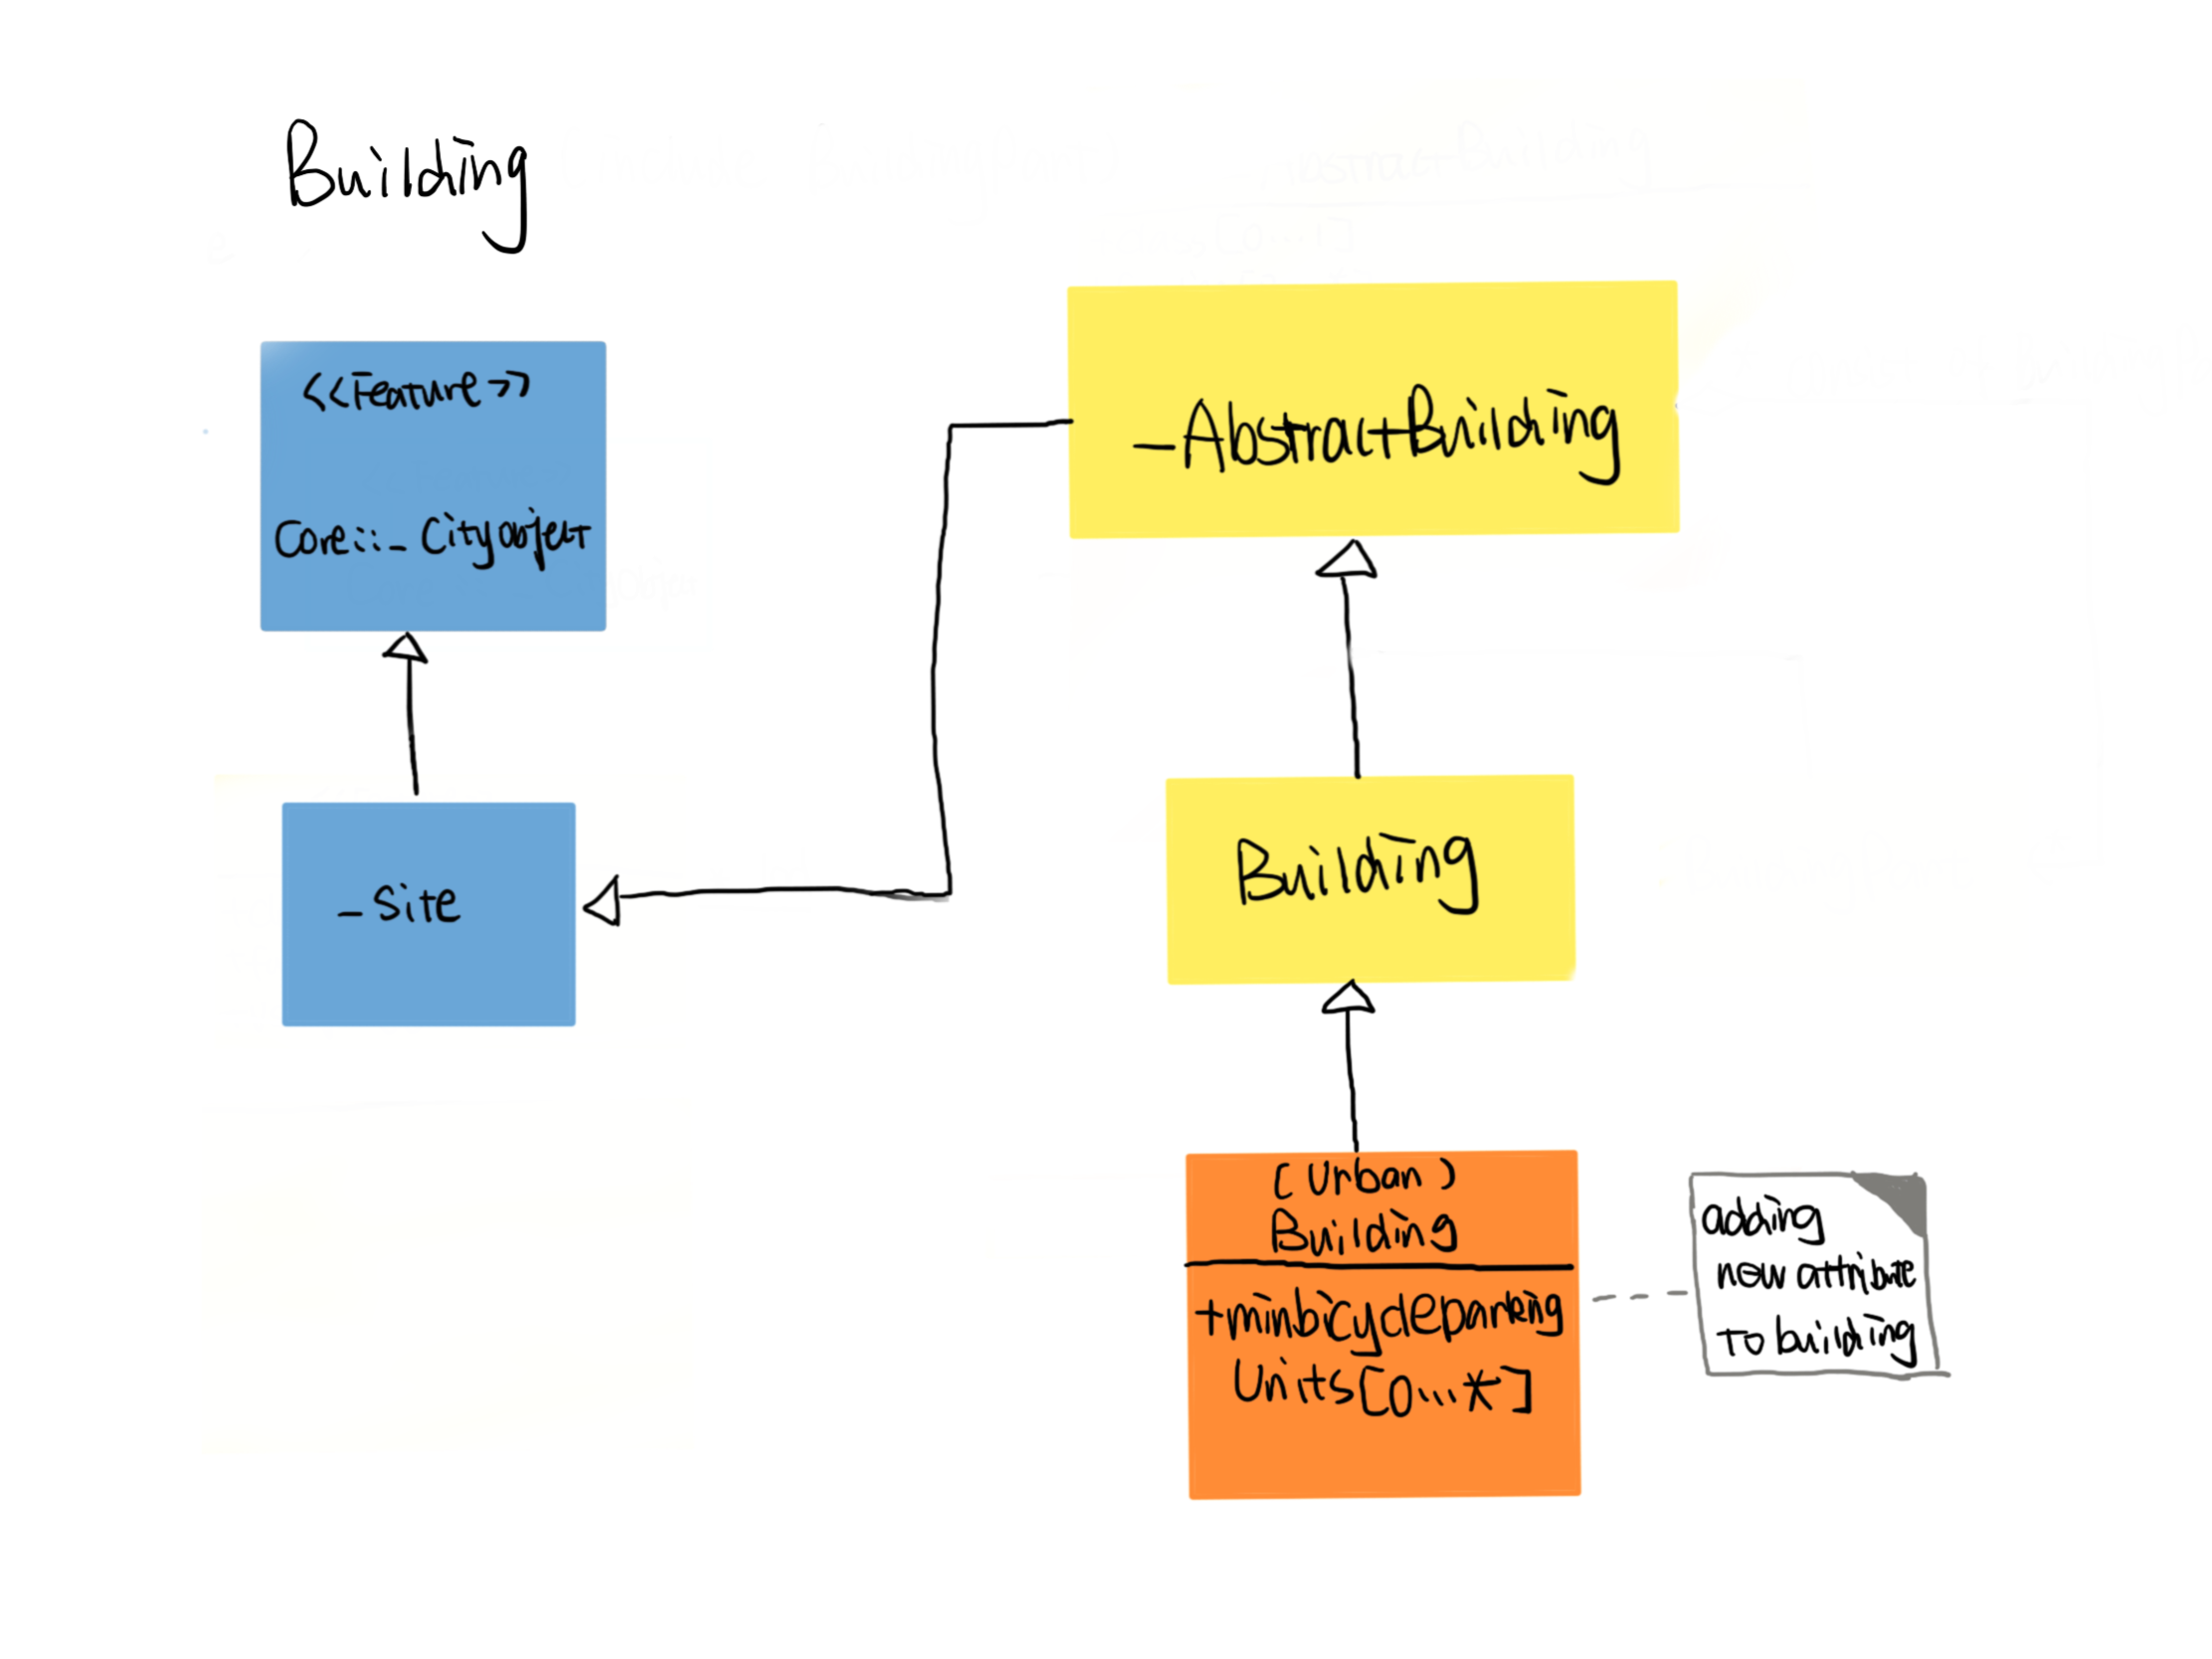 Building
<<Feature>>
Core::_Cityobject
_Site
_AbstractBuilding
Building
(Urban)
Building
+minbicycleparking
Units[0...*]
adding
new attribute
to building